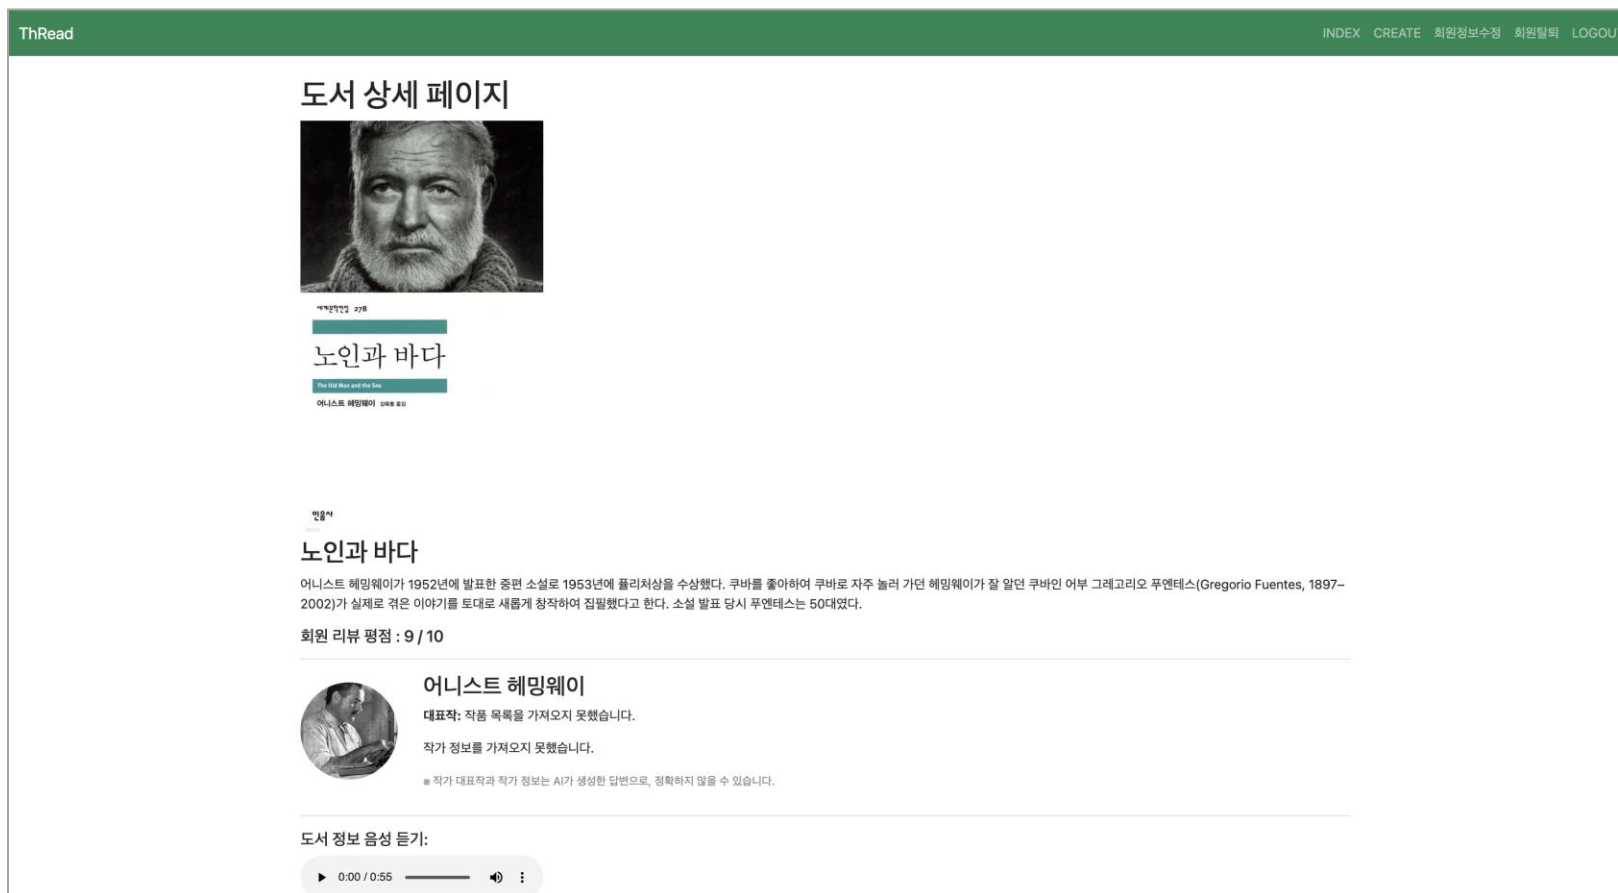 ThRead
INDEX CREATE 회원정보수정 회원탈퇴 LOGOUT
도서 상세 페이지
세계문학전집 278
노인과 바다
The Old Man and the Sea
어니스트 헤밍웨이 김욱동 옮김
민음사
노인과 바다
어니스트 헤밍웨이가 1952년에 발표한 중편 소설로 1953년에 퓰리처상을 수상했다. 쿠바를 좋아하여 쿠바로 자주 놀러 가던 헤밍웨이가 잘 알던 쿠바인 어부 그레고리오 푸엔테스(Gregorio Fuentes, 1897–
2002)가 실제로 겪은 이야기를 토대로 새롭게 창작하여 집필했다고 한다. 소설 발표 당시 푸엔테스는 50대였다.
회원 리뷰 평점 : 9 / 10
어니스트 헤밍웨이
대표작: 작품 목록을 가져오지 못했습니다.
작가 정보를 가져오지 못했습니다.
※ 작가 대표작과 작가 정보는 AI가 생성한 답변으로, 정확하지 않을 수 있습니다.
도서 정보 음성 듣기:
0:00 / 0:55